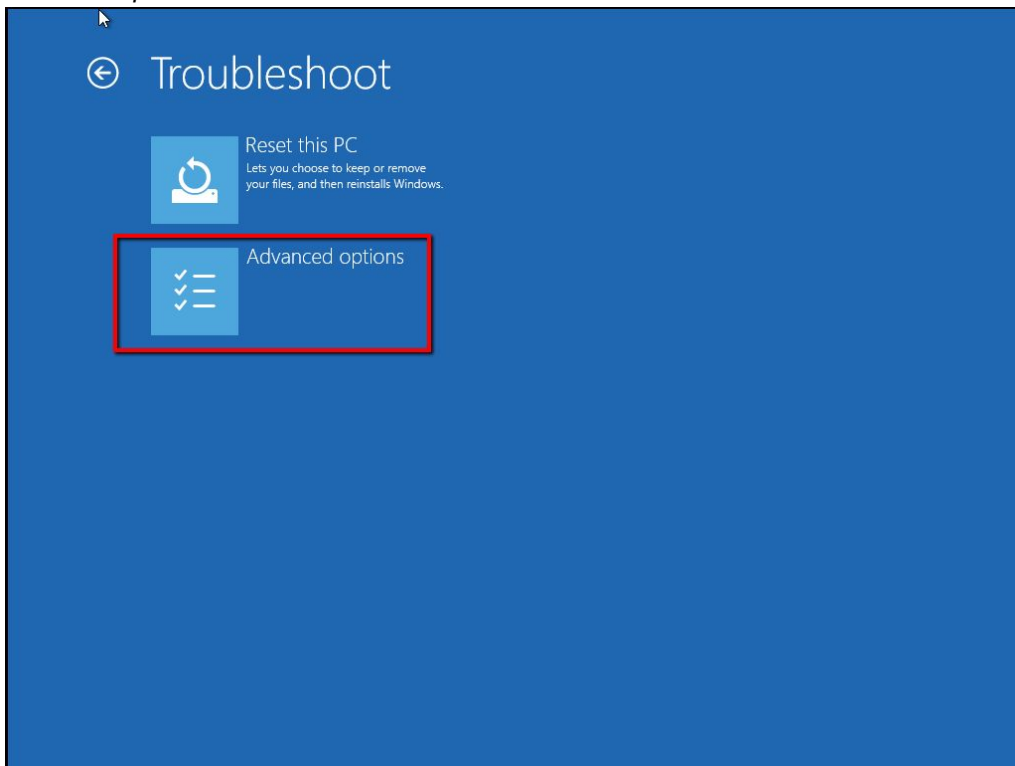 Troubleshoot
Reset this PC
Lets you choose to keep or remove
your files, and then reinstalls Windows.
Advanced options